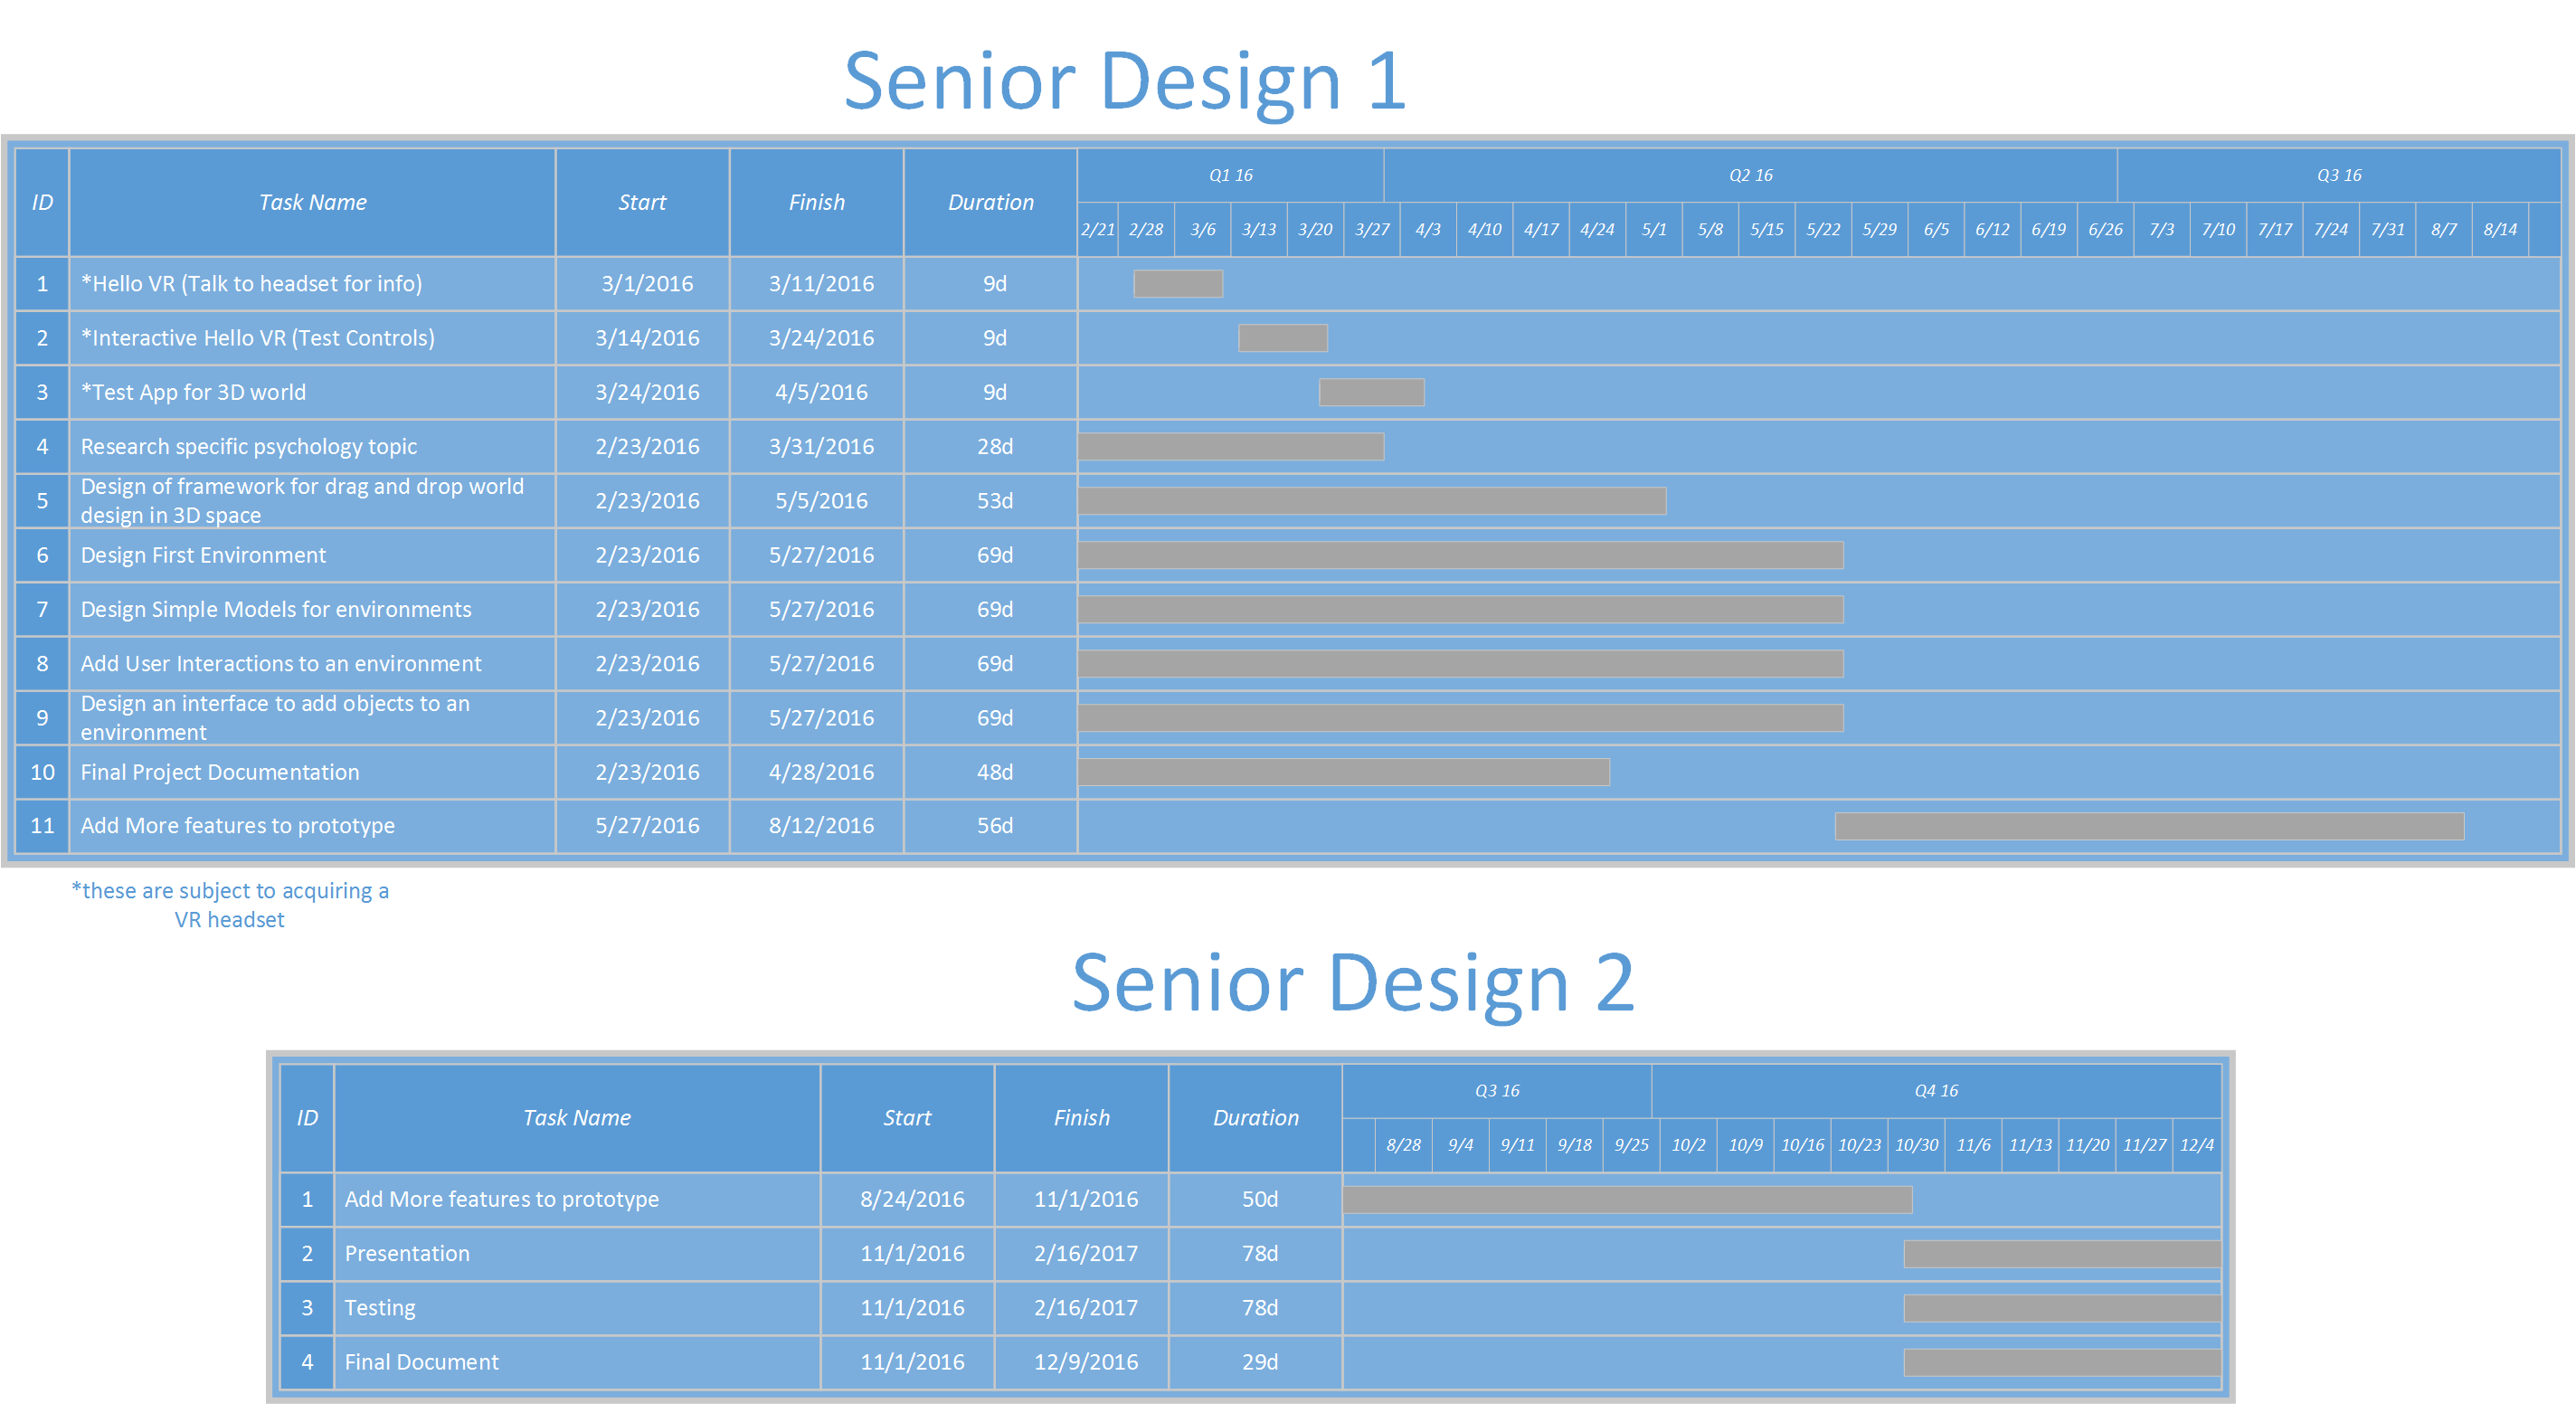 Senior Design 1
ID Task Name Start Finish Duration Q1 16 Q2 16 Q3 16
2/21 2/28 3/6 3/13 3/20 3/27 4/3 4/10 4/17 4/24 5/1 5/8 5/15 5/22 5/29 6/5 6/12 6/19 6/26 7/3 7/10 7/17 7/24 7/31 8/7 8/14
1 *Hello VR (Talk to headset for info) 3/1/2016 3/11/2016 9d
2 *Interactive Hello VR (Test Controls) 3/14/2016 3/24/2016 9d
3 *Test App for 3D world 3/24/2016 4/5/2016 9d
4 Research specific psychology topic 2/23/2016 3/31/2016 28d
5 Design of framework for drag and drop world
design in 3D space 2/23/2016 5/5/2016 53d
6 Design First Environment 2/23/2016 5/27/2016 69d
7 Design Simple Models for environments 2/23/2016 5/27/2016 69d
8 Add User Interactions to an environment 2/23/2016 5/27/2016 69d
9 Design an interface to add objects to an
environment 2/23/2016 5/27/2016 69d
10 Final Project Documentation 2/23/2016 4/28/2016 48d
11 Add More features to prototype 5/27/2016 8/12/2016 56d
*these are subject to acquiring a
VR headset
Senior Design 2
ID Task Name Start Finish Duration Q3 16 Q4 16
8/28 9/4 9/11 9/18 9/25 10/2 10/9 10/16 10/23 10/30 11/6 11/13 11/20 11/27 12/4
1 Add More features to prototype 8/24/2016 11/1/2016 50d
2 Presentation 11/1/2016 2/16/2017 78d
3 Testing 11/1/2016 2/16/2017 78d
4 Final Document 11/1/2016 12/9/2016 29d